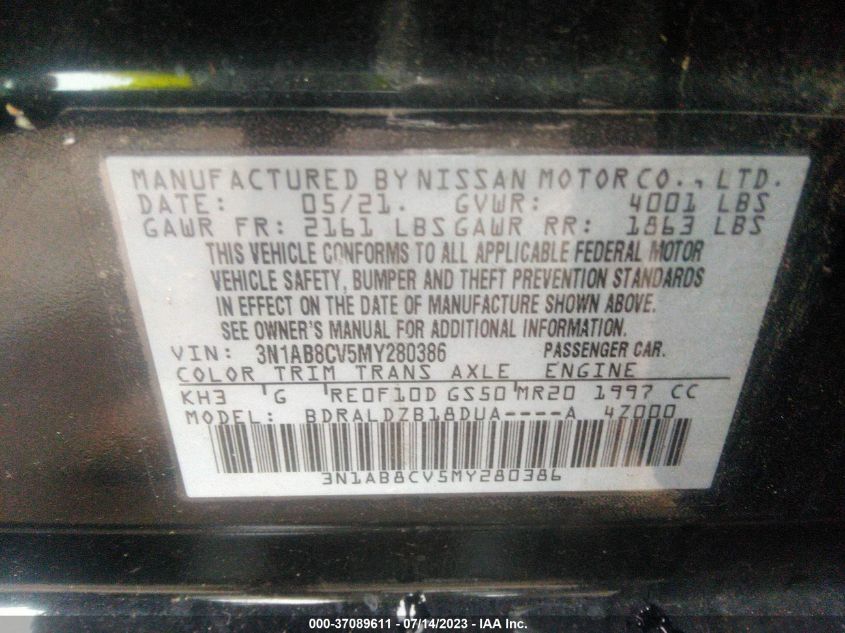 MANUFACTURED BY NISSAN MOTOR CO., LTD.
DATE: 05/21. GVWR: 4001 LBS
GAWR FR: 2161 LBS GAWR RR: 1863 LBS
THIS VEHICLE CONFORMS TO ALL APPLICABLE FEDERAL MOTOR
VEHICLE SAFETY, BUMPER AND THEFT PREVENTION STANDARDS
IN EFFECT ON THE DATE OF MANUFACTURE SHOWN ABOVE.
SEE OWNER'S MANUAL FOR ADDITIONAL INFORMATION.
VIN: 3N1AB8CV5MY280386 PASSENGER CAR.
COLOR TRIM TRANS AXLE ENGINE
KH3 G RE0F10D GS50 MR20 1997 CC
MODEL: BDRALDZB18DUA----A 4Z000
3N1AB8CV5MY280386
000-37089611 - 07/14/2023 - IAA Inc.